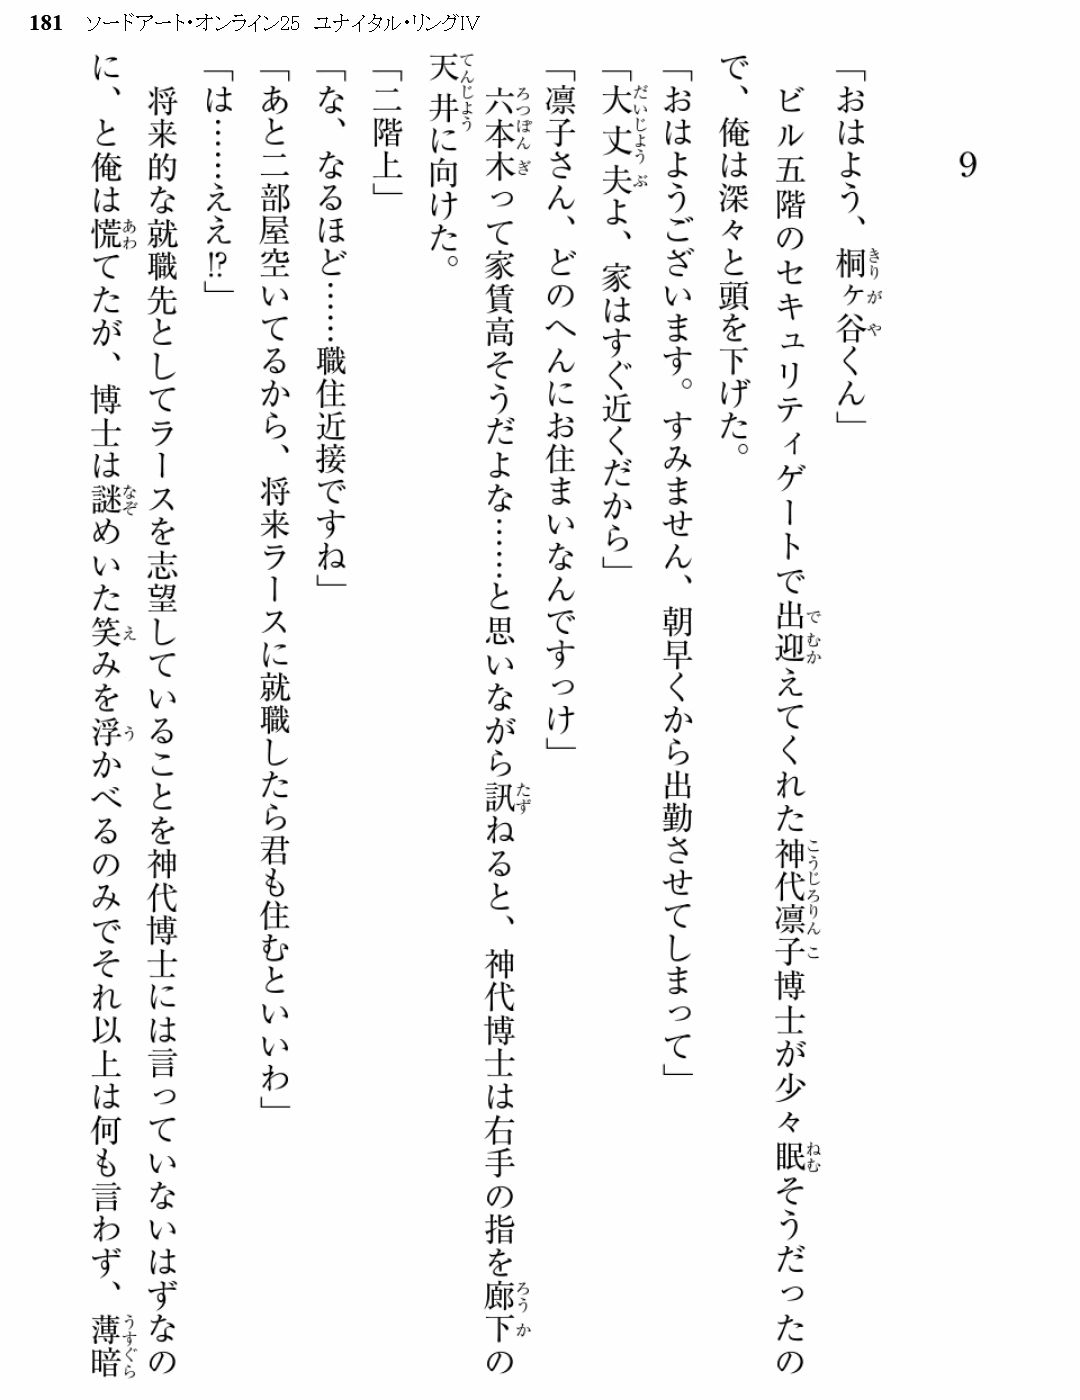 181 ソードアート・オンライン25 ユナイタル・リングIV
9
「おはよう、桐ヶ谷くん」
ビル五階のセキュリティゲートで出迎えてくれた神代凛子博士が少々眠そうだったの
で、俺は深々と頭を下げた。
「おはようございます。すみません、朝早くから出勤させてしまって」
「大丈夫よ、家はすぐ近くだから」
「凛子さん、どのへんにお住まいなんですっけ」
六本木って家賃高そうだよな……と思いながら訊ねると、神代博士は右手の指を廊下の
天井に向けた。
「二階上」
「な、なるほど……職住近接ですね」
「あと二部屋空いてるから、将来ラースに就職したら君も住むといいわ」
「は……ええ!?」
将来的な就職先としてラースを志望していることを神代博士には言っていないはずなの
に、と俺は慌てたが、博士は謎めいた笑みを浮かべるのみでそれ以上は何も言わず、薄暗